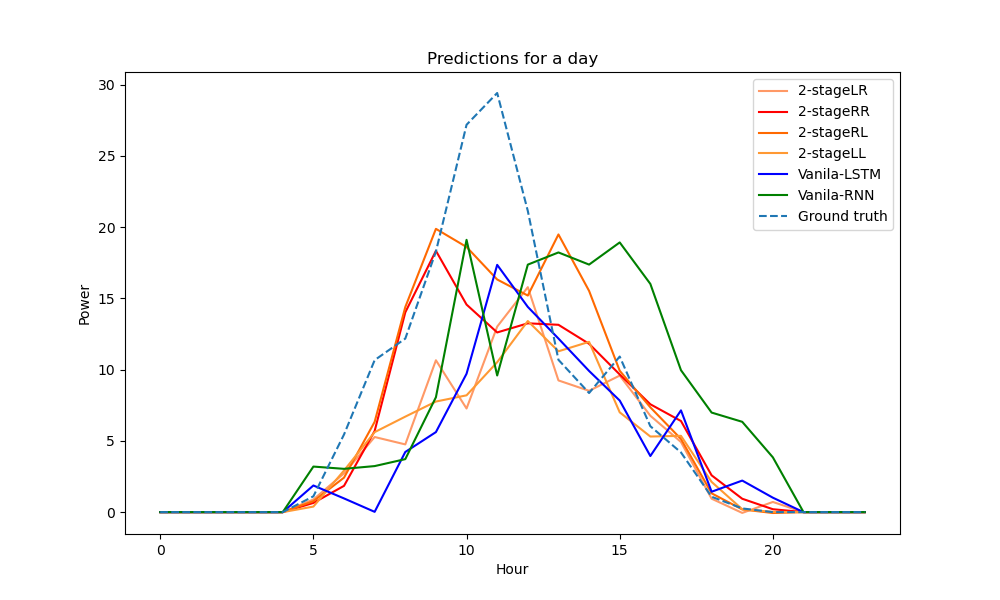 Predictions for a day
30
25
20
15
10
5
0
Power
2-stageLR
2-stageRR
2-stageRL
2-stageLL
Vanila-LSTM
Vanila-RNN
Ground truth
0 5 10 15 20
Hour